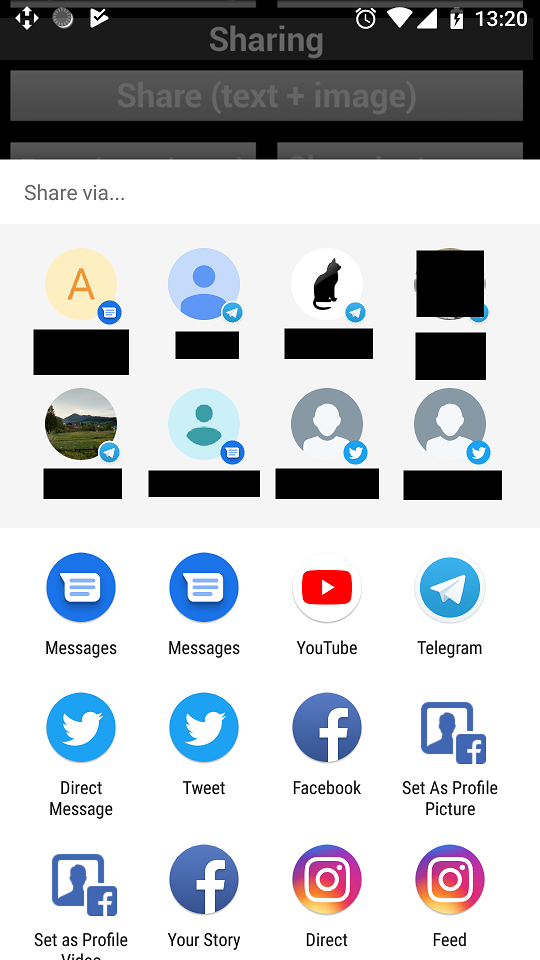 13:20
Sharing
Share (text + image)
Share via...
A
Messages
Messages
YouTube
Telegram
Direct
Message
Tweet
Facebook
Set As Profile
Picture
Set as Profile
Video
Your Story
Direct
Feed